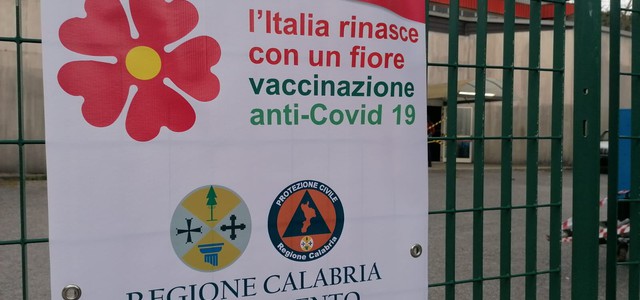 l'Italia rinasce
con un fiore
vaccinazione
anti-Covid 19
PROTEZIONE CIVILE
Regione Calabria
REGIONE CALABRIA